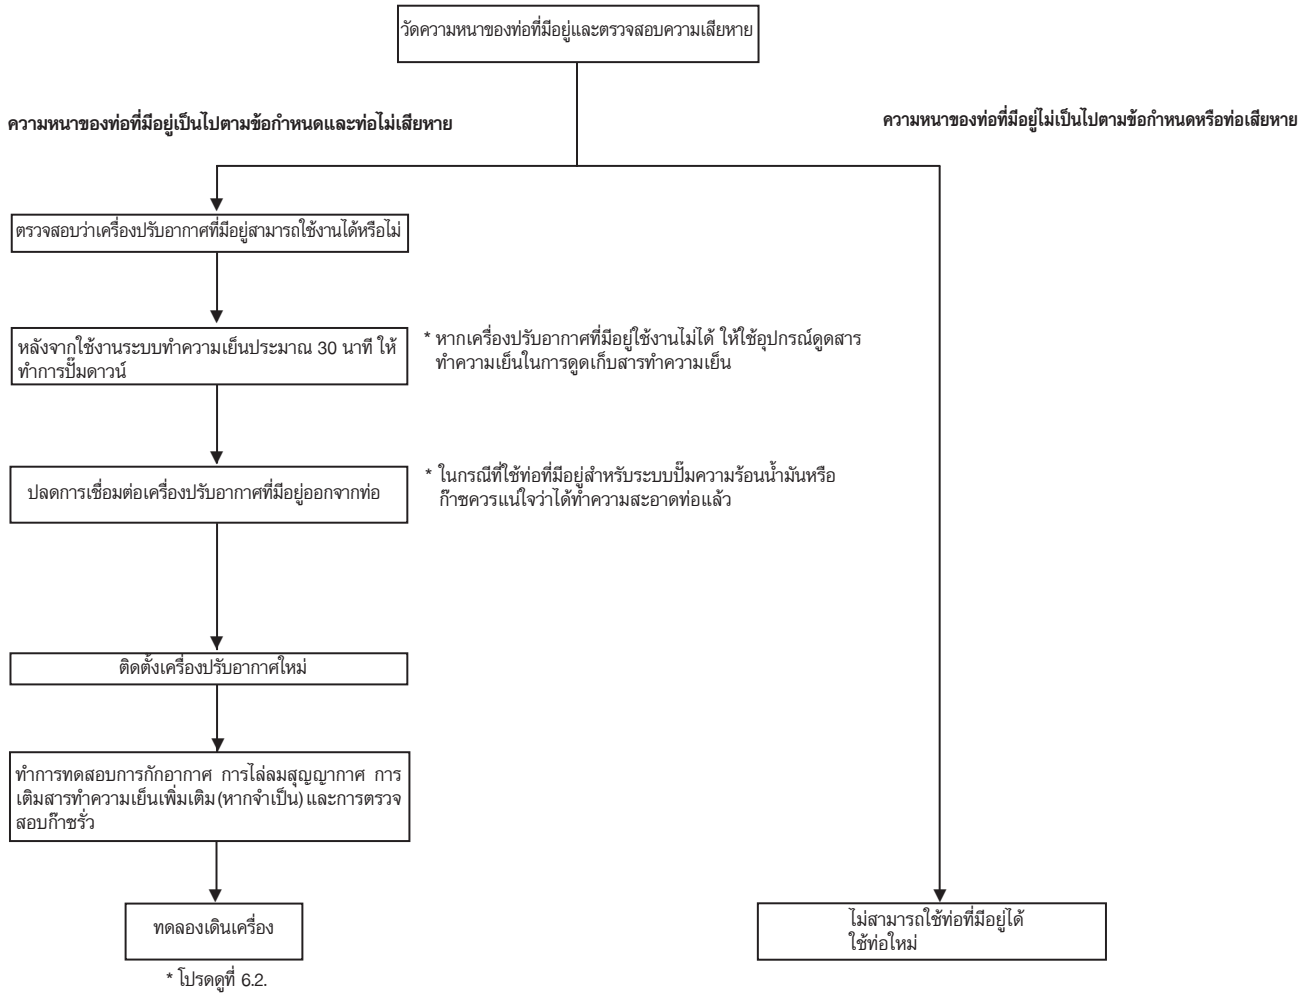 วัดความหนาของท่อที่มีอยู่และตรวจสอบความเสียหาย
ความหนาของท่อที่มีอยู่เป็นไปตามข้อกำหนดและท่อไม่เสียหาย
ความหนาของท่อที่มีอยู่ไม่เป็นไปตามข้อกำหนดหรือท่อเสียหาย
ตรวจสอบว่าเครื่องปรับอากาศที่มีอยู่สามารถใช้งานได้หรือไม่
หลังจากใช้งานระบบทำความเย็นประมาณ 30 นาที ให้
ทำการปั๊มดาวน์
* หากเครื่องปรับอากาศที่มีอยู่ใช้งานไม่ได้ ให้ใช้อุปกรณ์ดูดสาร
ทำความเย็นในการดูดเก็บสารทำความเย็น
ปลดการเชื่อมต่อเครื่องปรับอากาศที่มีอยู่ออกจากท่อ
* ในกรณีที่ใช้ท่อที่มีอยู่สำหรับระบบปั๊มความร้อนน้ำมันหรือ
ก๊าซควรแน่ใจว่าได้ทำความสะอาดท่อแล้ว
ติดตั้งเครื่องปรับอากาศใหม่
ทำการทดสอบการกักอากาศ การไล่ลมสุญญากาศ การ
เติมสารทำความเย็นเพิ่มเติม (หากจำเป็น) และการตรวจ
สอบก๊าซรั่ว
ทดลองเดินเครื่อง
* โปรดดูที่ 6.2.
ไม่สามารถใช้ท่อที่มีอยู่ได้
ใช้ท่อใหม่